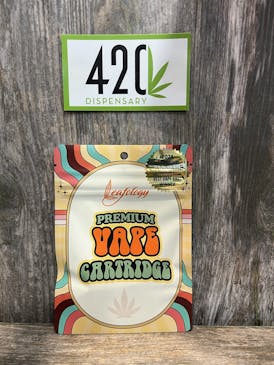 420
DISPENSARY
Leafology
PREMIUM
VAPE
CARTRIDGE